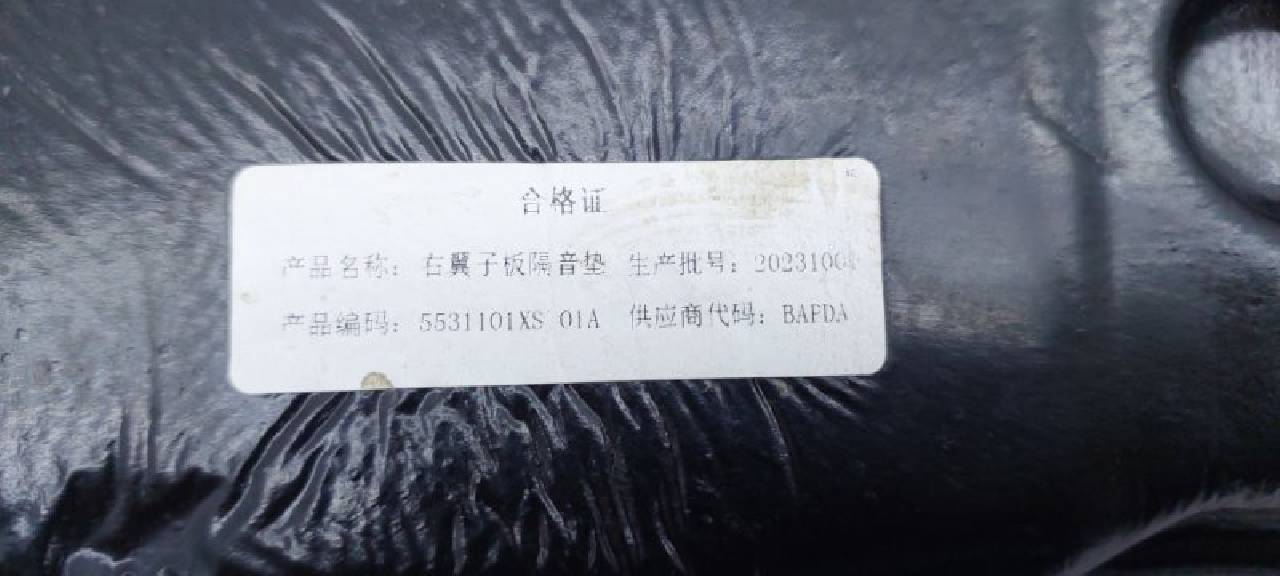 合格证
产品名称：右翼子板隔音垫 生产批号：2023100
产品编码：5531101XS 01A 供应商代码：BAFDA